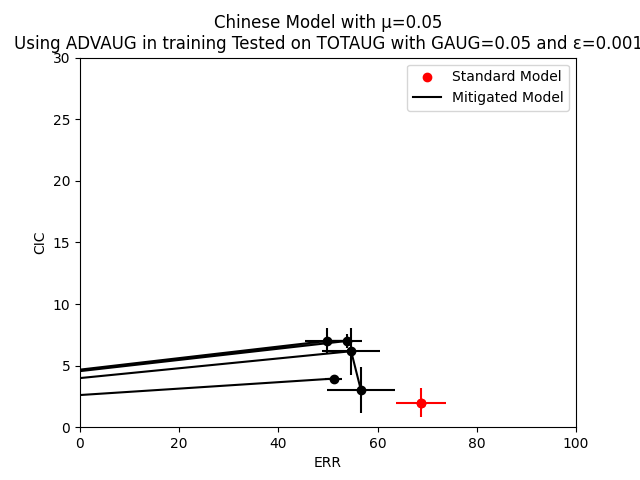 Chinese Model with μ=0.05
Using ADVAUG in training Tested on TOTAUG with GAUG=0.05 and ε=0.001
Standard Model
Mitigated Model
30
25
20
15
10
5
0
CIC
0 20 40 60 80 100
ERR